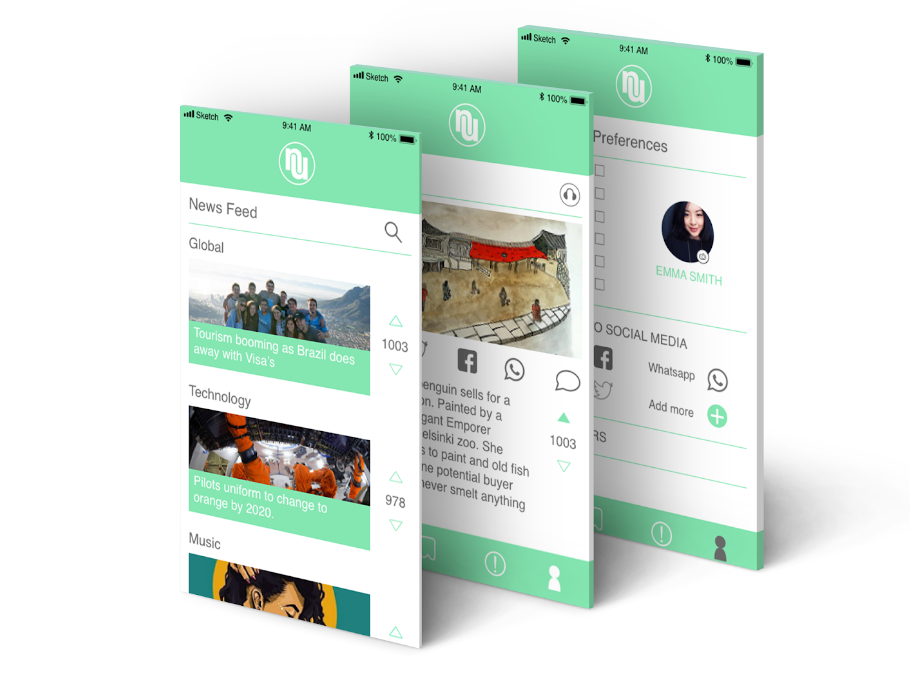 Sketch
9:41 AM
100%
News Feed
Global
Tourism booming as Brazil does
away with Visa's
1003
Technology
Pilots uniform to change to
orange by 2020.
978
Music
Sketch
9:41 AM
100%
enguin sells for a
on. Painted by a
gant Emporer
elsinki zoo. She
s to paint and old fish
ne potential buyer
never smelt anything
1003
Sketch
9:41 AM
100%
Preferences
EMMA SMITH
O SOCIAL MEDIA
Whatsapp
Add more
RS